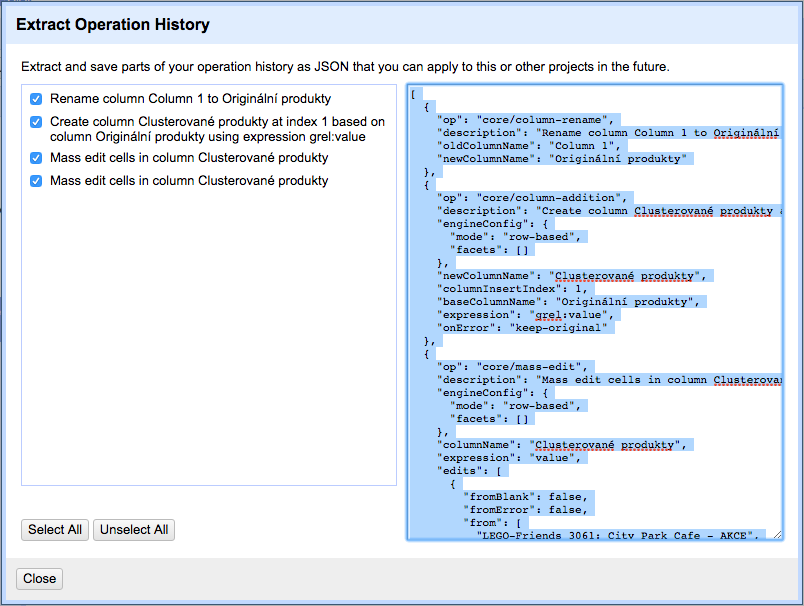 Extract Operation History
Extract and save parts of your operation history as JSON that you can apply to this or other projects in the future.
Rename column Column 1 to Originální produkty
Create column Clusterované produkty at index 1 based on
column Originální produkty using expression grel:value
Mass edit cells in column Clusterované produkty
Mass edit cells in column Clusterované produkty
[
{
"op": "core/column-rename",
"description": "Rename column Column 1 to Originální
"oldColumnName": "Column 1",
"newColumnName": "Originální produkty"
},
{
"op": "core/column-addition",
"description": "Create column Clusterované produkty
"engineConfig": {
"mode": "row-based",
"facets": []
},
"newColumnName": "Clusterované produkty",
"columnInsertIndex": 1,
"baseColumnName": "Originální produkty",
"expression": "grel:value",
"onError": "keep-original"
},
{
"op": "core/mass-edit",
"description": "Mass edit cells in column
"engineConfig": {
"mode": "row-based",
"facets": []
},
"columnName": "Clusterované produkty",
"expression": "value",
"edits": [
{
"fromBlank": false,
"fromError": false,
"from": [
"LEGO-Friends 3061: City Park Cafe - AKCE",
Select All
Unselect All
Close